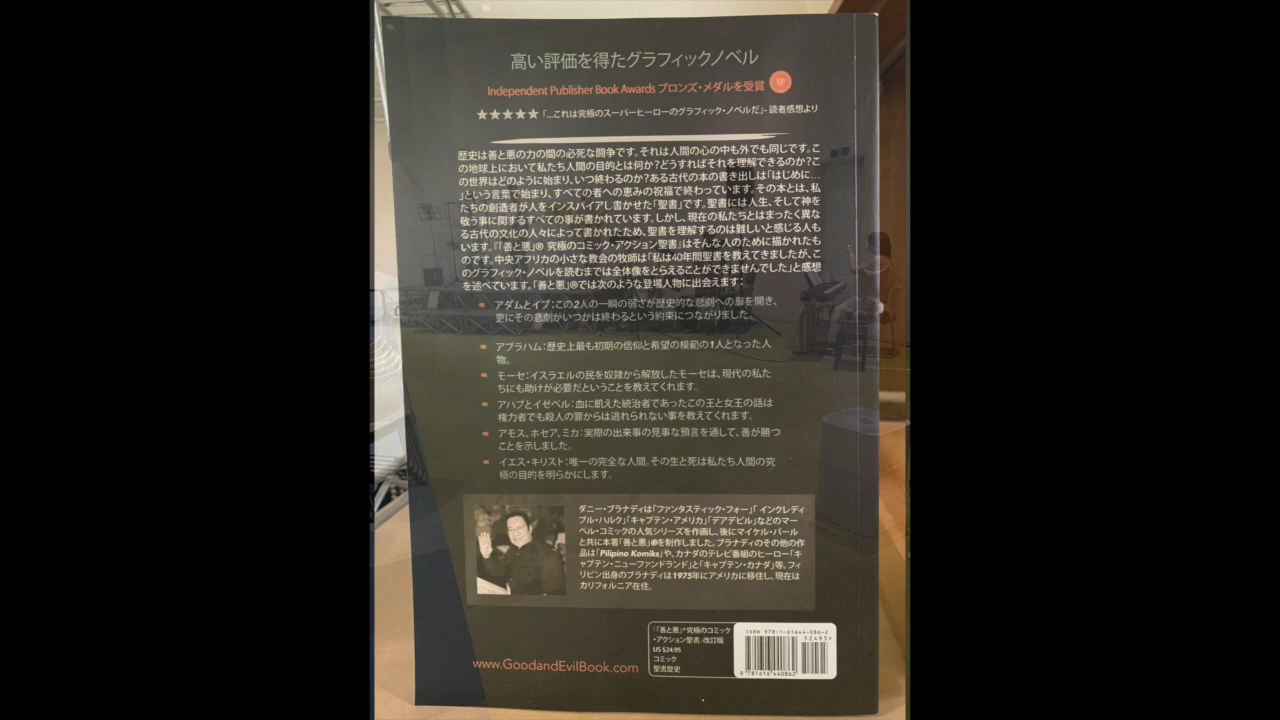 高い評価を得たグラフィックノベル
Independent Publisher Book Awards ブロンズ・メダルを受賞
IP
★★★★★「...これは究極のスーパーヒーローのグラフィック・ノベルだ」- 読者感想より
歴史は善と悪の力の間の必死な闘争です。それは人間の心の中も外でも同じです。こ
の地球上において私たち人間の目的とは何か?どうすればそれを理解できるのか?こ
の世界はどのように始まり、いつ終わるのか?ある古代の本の書き出しは「はじめに...
」という言葉で始まり、すべての者への恵みの祝福で終わっています。その本とは、私
たちの創造者が人をインスパイアし書かせた「聖書」です。聖書には人生、そして神を
敬う事に関するすべての事が書かれています。しかし、現在の私たちとはまったく異な
る古代の文化の人々によって書かれたため、聖書を理解するのは難しいと感じる人も
います。『「善と悪」® 究極のコミック・アクション聖書』はそんな人のために描かれたも
のです。中央アフリカの小さな教会の牧師は「私は40年間聖書を教えてきましたが、こ
のグラフィック・ノベルを読むまでは全体像をとらえることができませんでした」と感想
を述べています。「善と悪」®では次のような登場人物に出会えます:
アダムとイブ:この2人の一瞬の弱さが歴史的な悲劇への扉を開き、
更にその悲劇がいつかは終わるという約束につながりました。
アブラハム:歴史上最も初期の信仰と希望の模範の1人となった人
物。
モーセ:イスラエルの民を奴隷から解放したモーセは、現代の私た
ちにも助けが必要だということを教えてくれます。
アハブとイゼベル:血に飢えた統治者であったこの王と女王の話は
権力者でも殺人の罪からは逃れられない事を教えてくれます。
アモス、ホセア、ミカ:実際の出来事の見事な預言を通して、善が勝つ
ことを示しました。
イエス・キリスト:唯一の完全な人間。その生と死は私たち人間の究
極の目的を明らかにします。
ダニー・ブラナディは「ファンタスティック・フォー」「 インクレディ
ブル・ハルク」「キャプテン・アメリカ」「デアデビル」などのマー
ベル・コミックの人気シリーズを作画し、後にマイケル・パール
と共に本著「善と悪」®を制作しました。ブラナディのその他の作
品は「Pilipino Komiks」や、カナダのテレビ番組のヒーロー「キ
ャプテン・ニューファンドランド」と「キャプテン・カナダ」等。フィ
リピン出身のブラナディは1975年にアメリカに移住し、現在は
カリフォルニア在住。
『「善と悪」® 究極のコミック
・アクション聖書』改訂版
US $24.95
コミック
聖書歴史
ISBN 978-1-61644-086-2
52495>
9 781616 440862
www.GoodandEvilBook.com